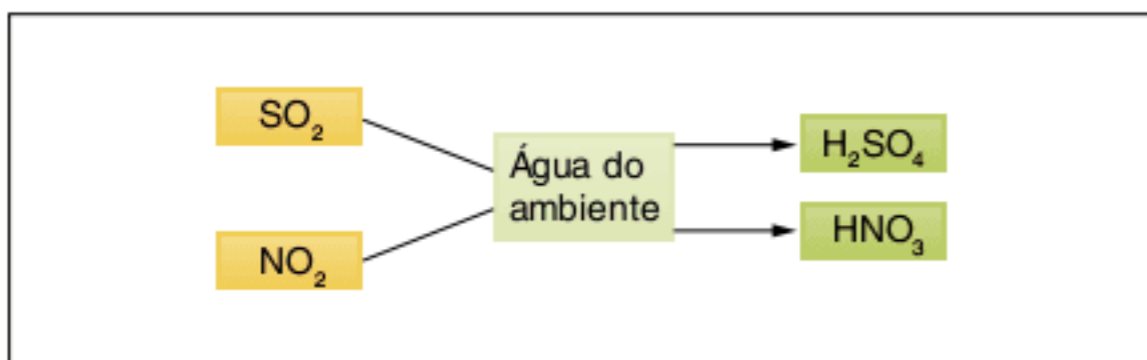 SO₂
NO₂
Água do
ambiente
H₂SO₄
HNO₃